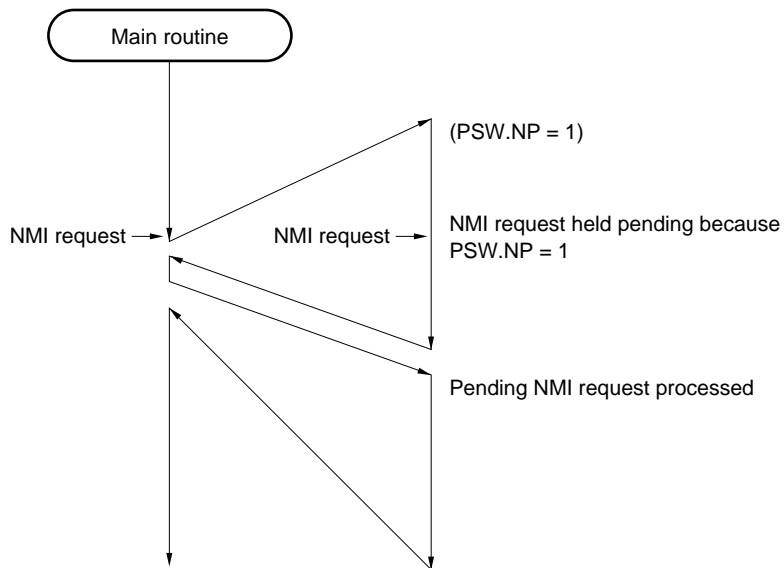 Main routine
(PSW.NP = 1)
NMI request
NMI request
NMI request held pending because
PSW.NP = 1
Pending NMI request processed